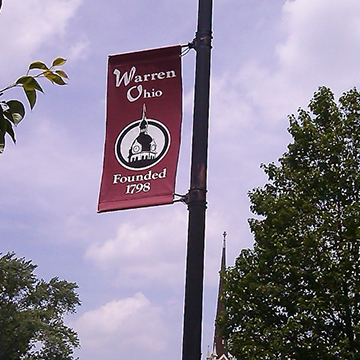 Warren
Ohio
Founded
1798